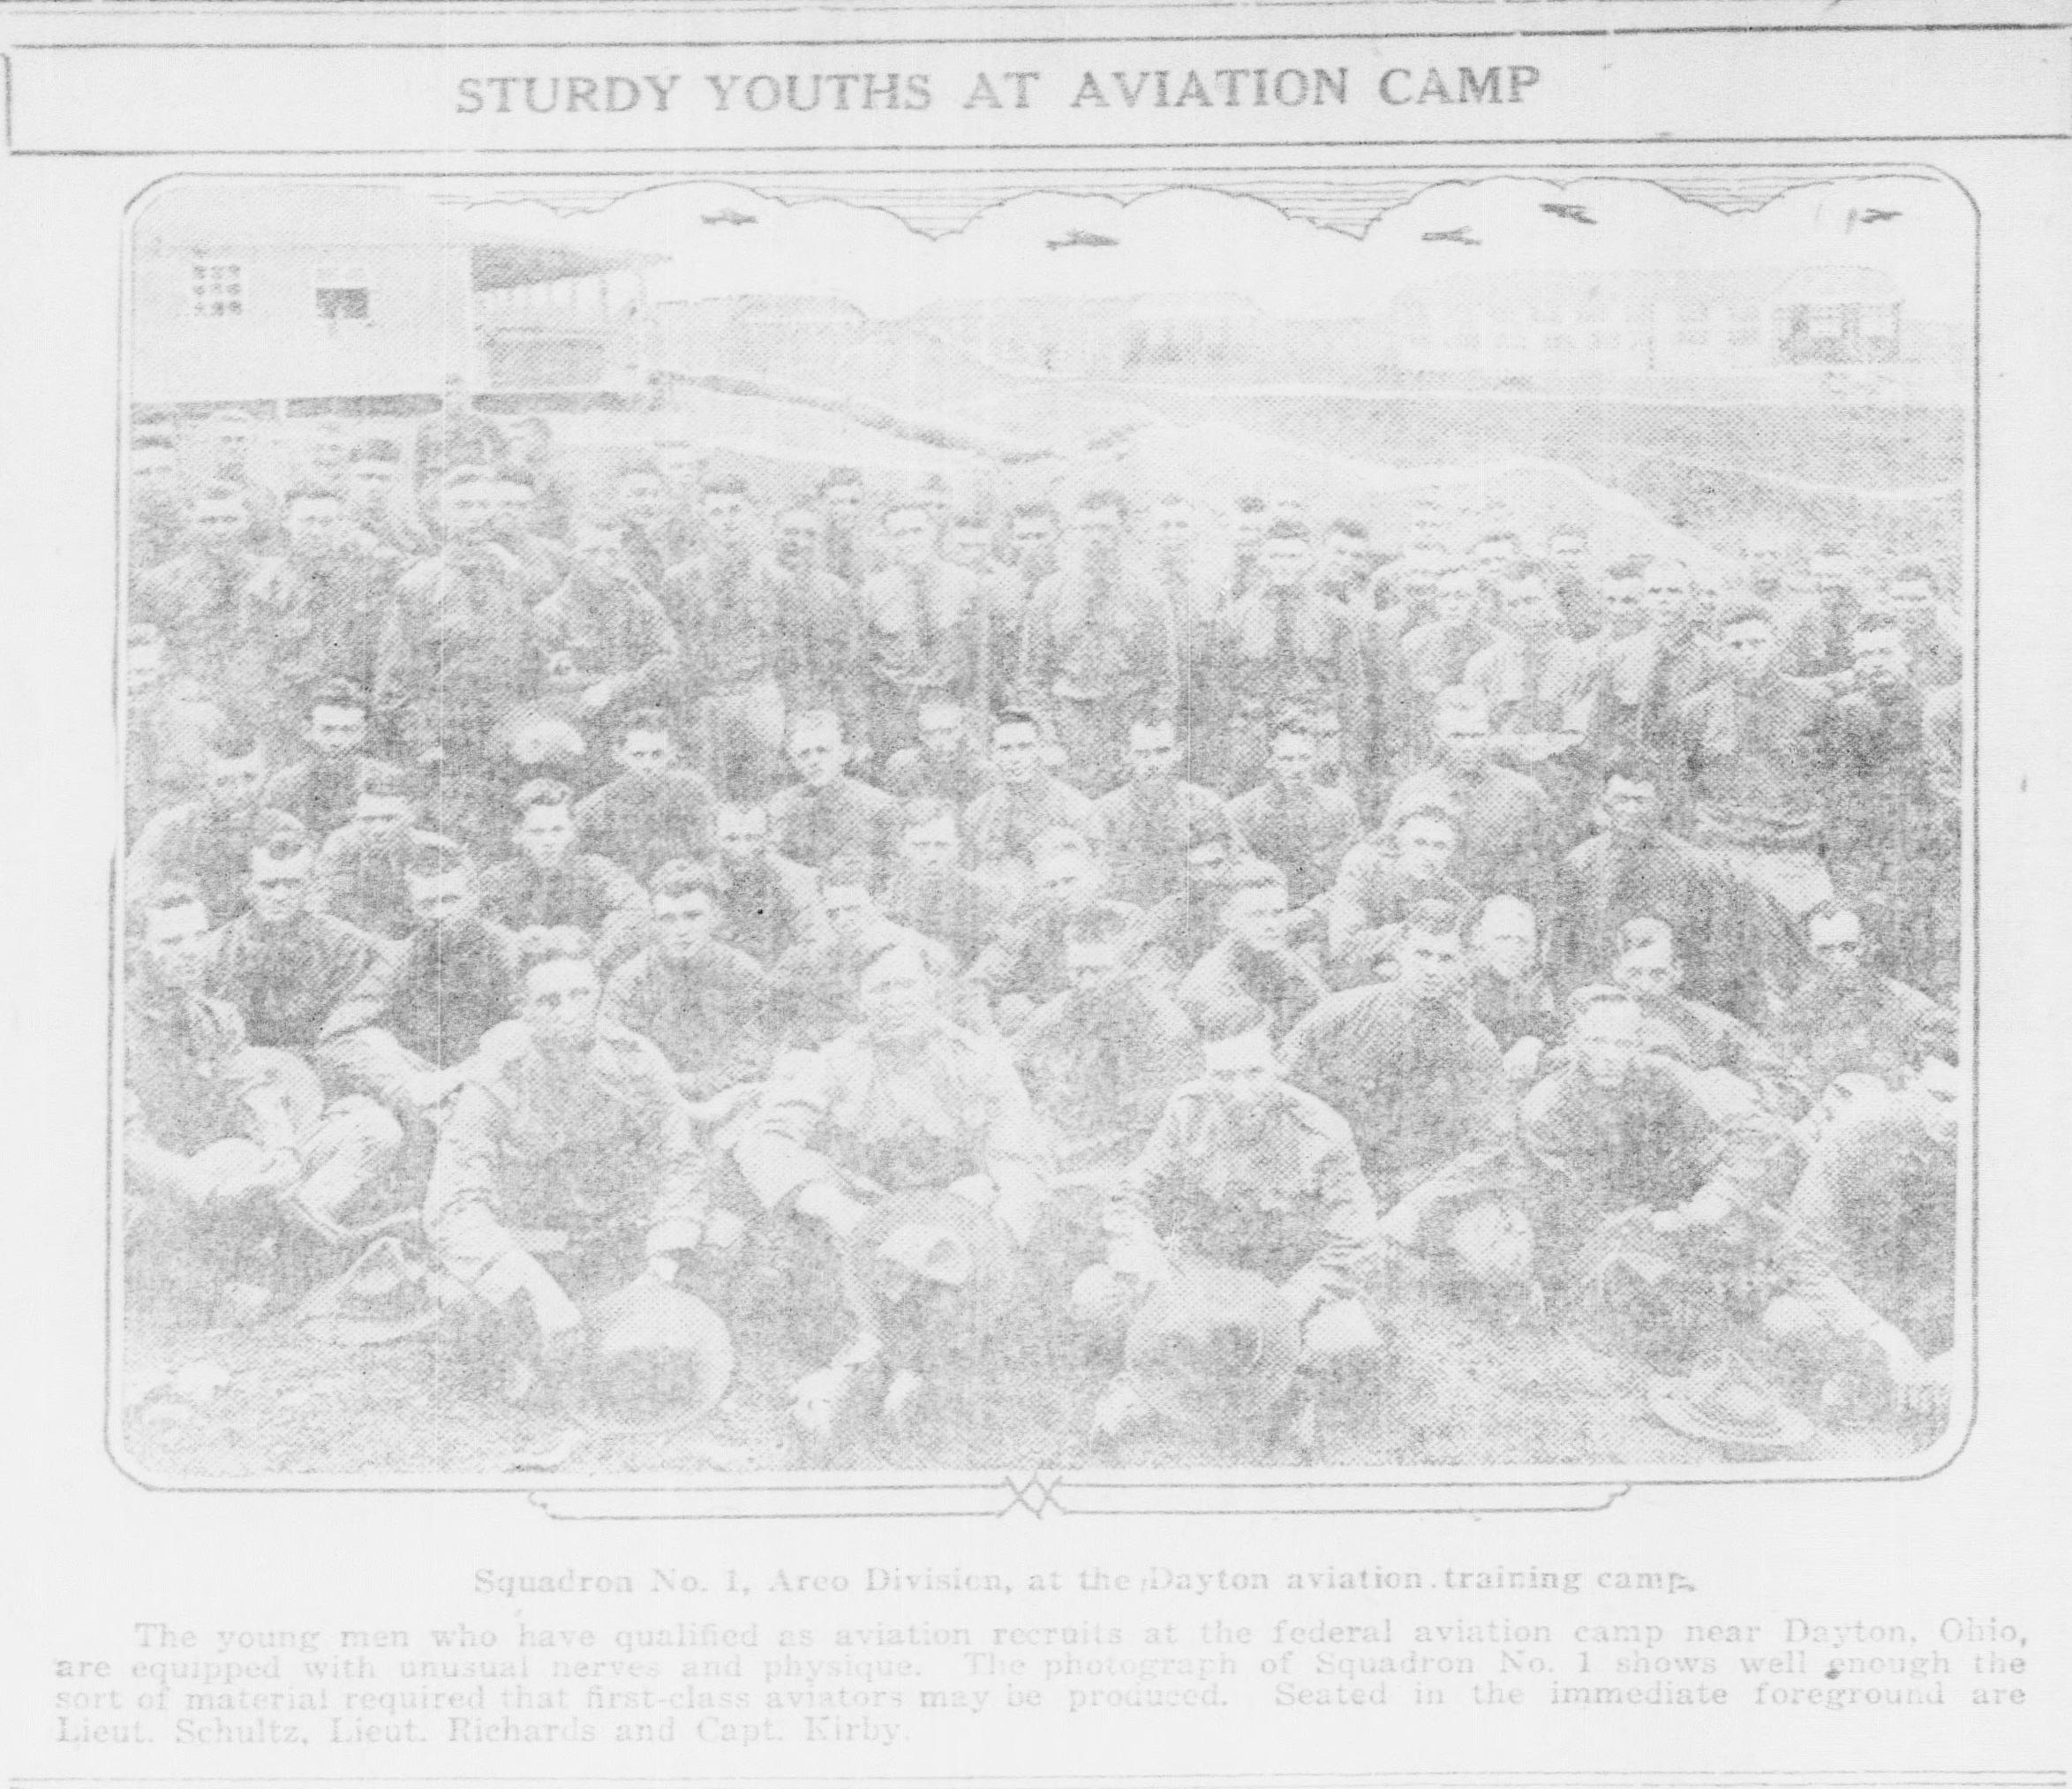 STURDY YOUTHS AT AVIATION CAMP
Squadron No. 1, Arco Division, at the Dayton aviation training camp.
The young men who have qualified as aviation recruits at the federal aviation camp near Dayton, Ohio,
are equipped with unusual nerves and physique. The photograph of Squadron No. 1 shows well enough the
sort of material required that first-class aviators may be produced. Seated in the immediate foreground are
Lieut. Schultz, Lieut. Richards and Capt. Kirby.